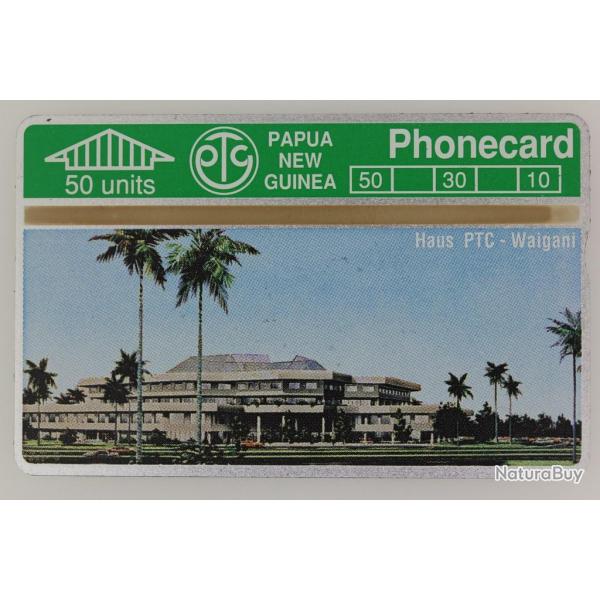 50 units
PTC
PAPUA
NEW
GUINEA
Phonecard
50 30 10
Haus PTC - Waigani
NaturaBuy